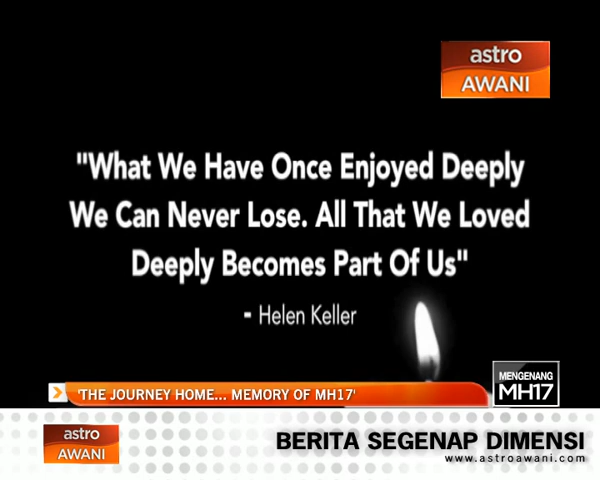 astro
AWANI
"What We Have Once Enjoyed Deeply
We Can Never Lose. All That We Loved
Deeply Becomes Part Of Us"
- Helen Keller
MENGENANG
MH17
'THE JOURNEY HOME... MEMORY OF MH17'
astro
AWANI
BERITA SEGENAP DIMENSI
www.astroawani.com